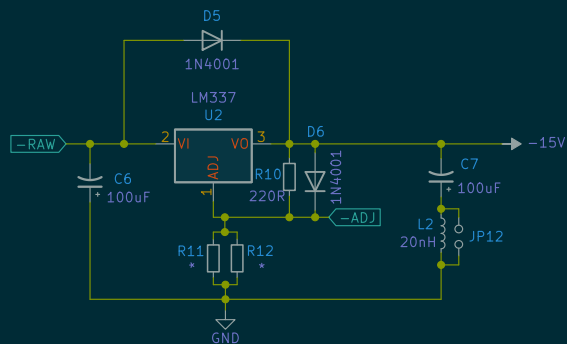 D5
1N4001
LM337
U2
D6
-RAW
2
VI
VO
3
-15V
ADJ
1
R10
220R
1N4001
C6
+
100uF
C7
+
100uF
-ADJ
L2
20nH
JP12
R11
*
R12
*
GND